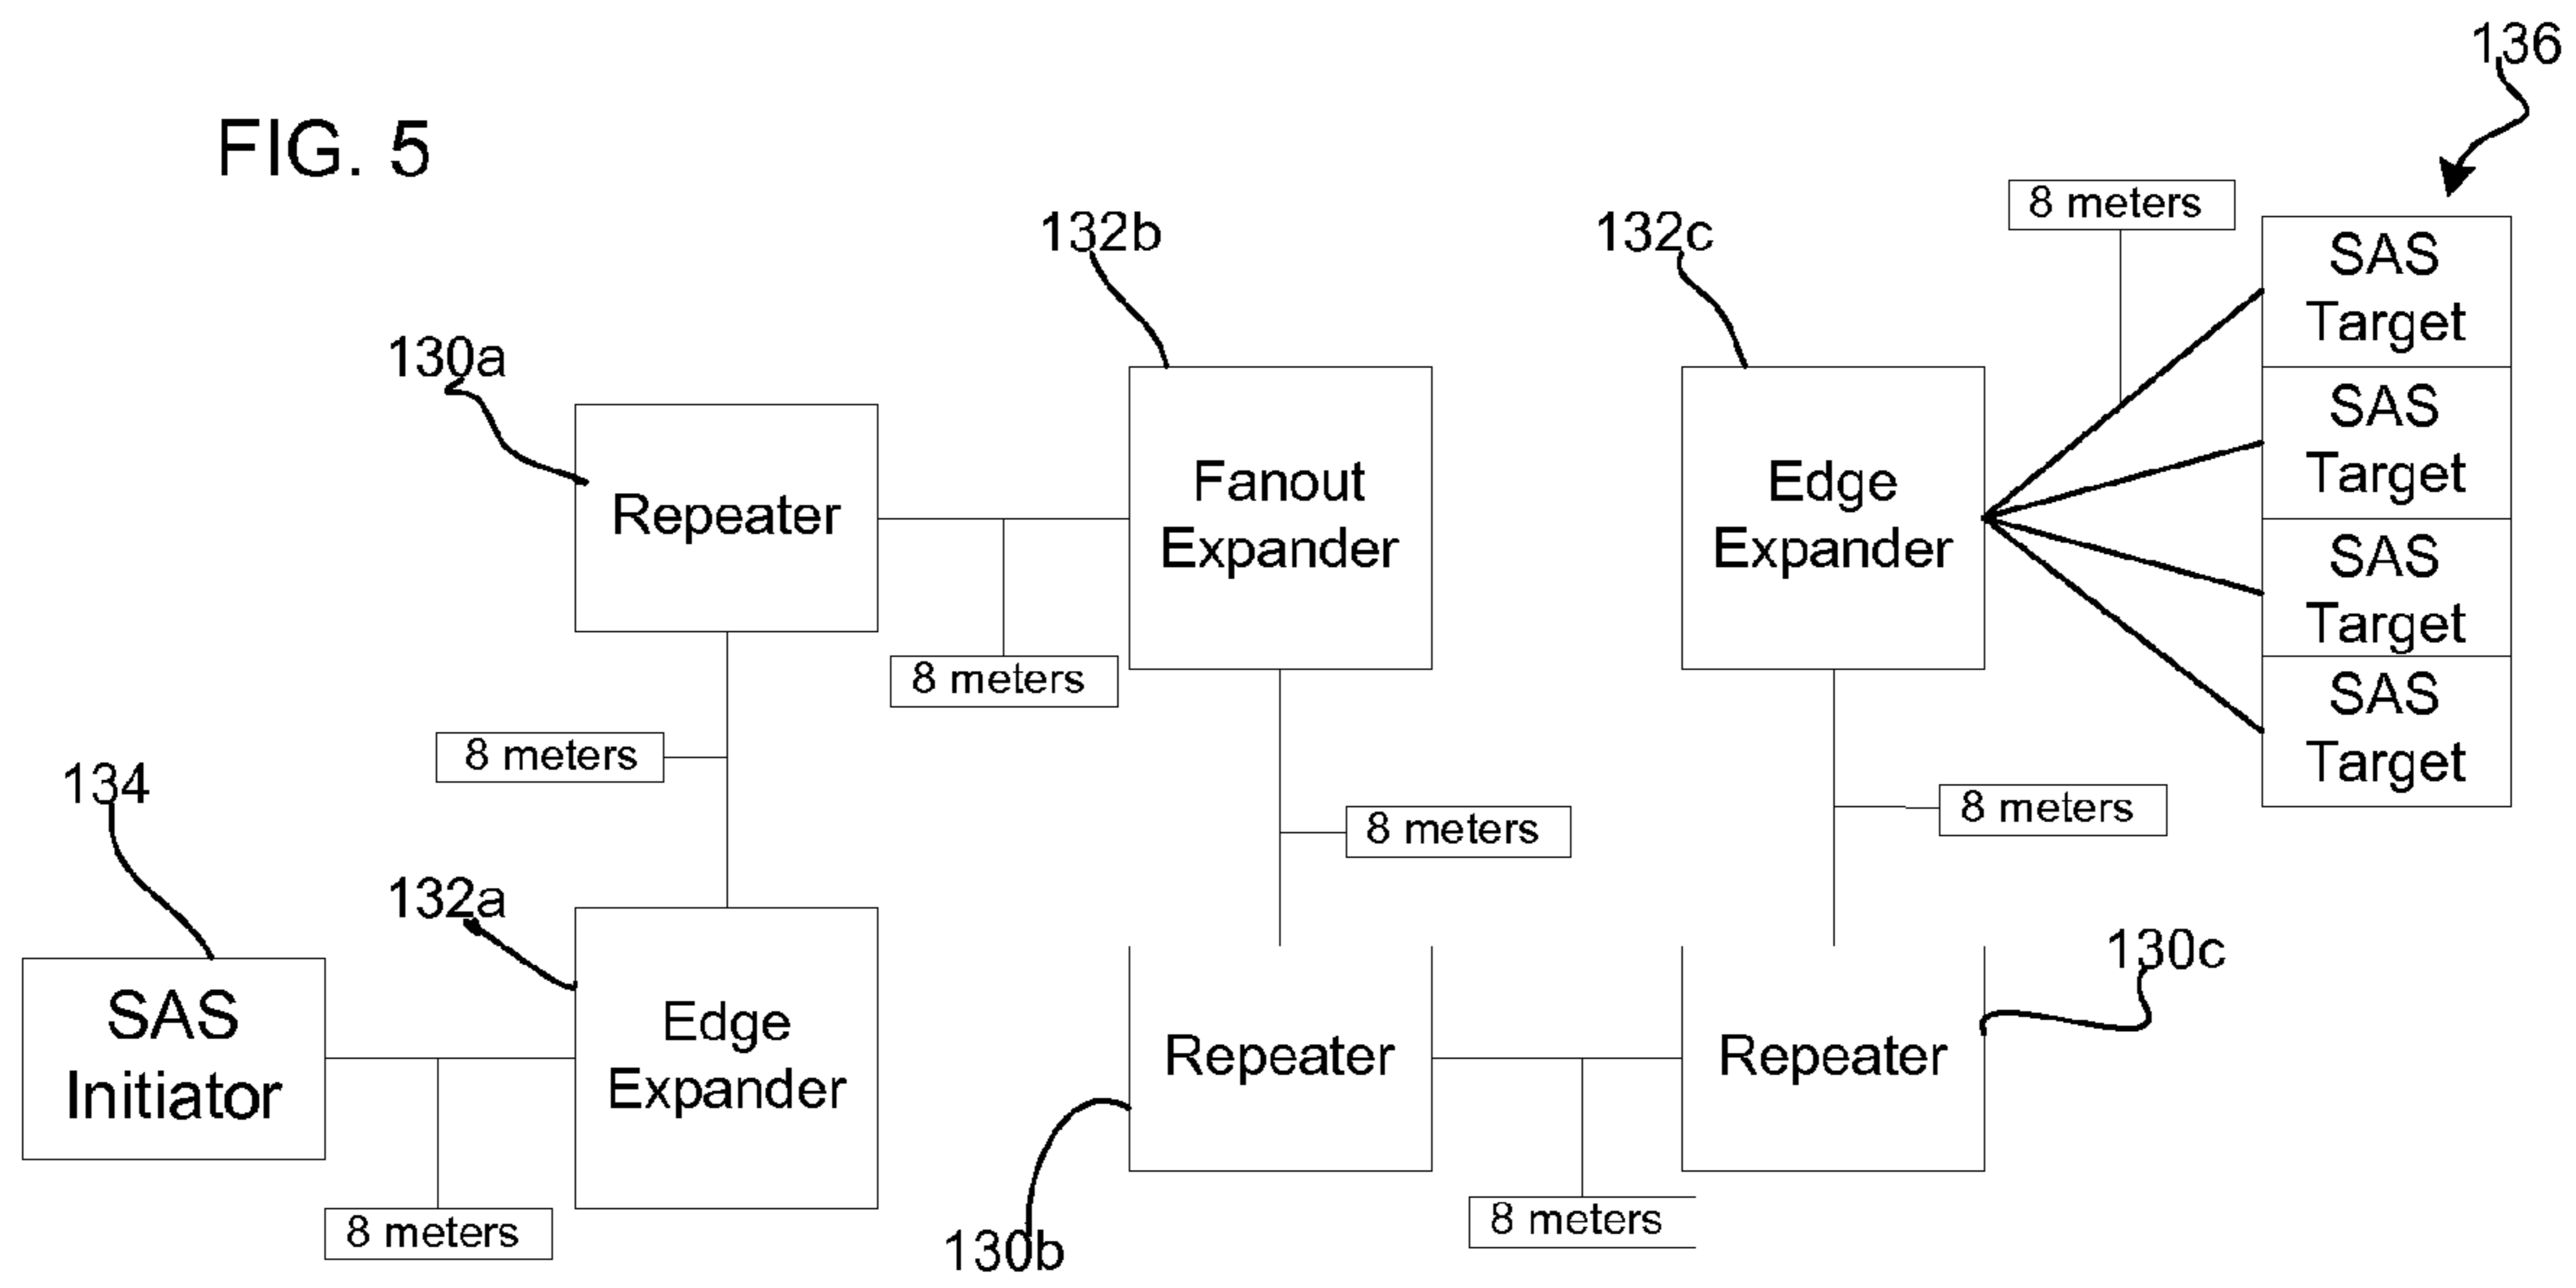 136
FIG. 5
8 meters
132b
132c
SAS
Target
130a
SAS
Target
Fanout
Expander
Edge
Expander
Repeater
SAS
Target
8 meters
SAS
Target
8 meters
134
8 meters
8 meters
132a
130c
SAS
Initiator
Edge
Expander
Repeater
Repeater
8 meters
8 meters
130b